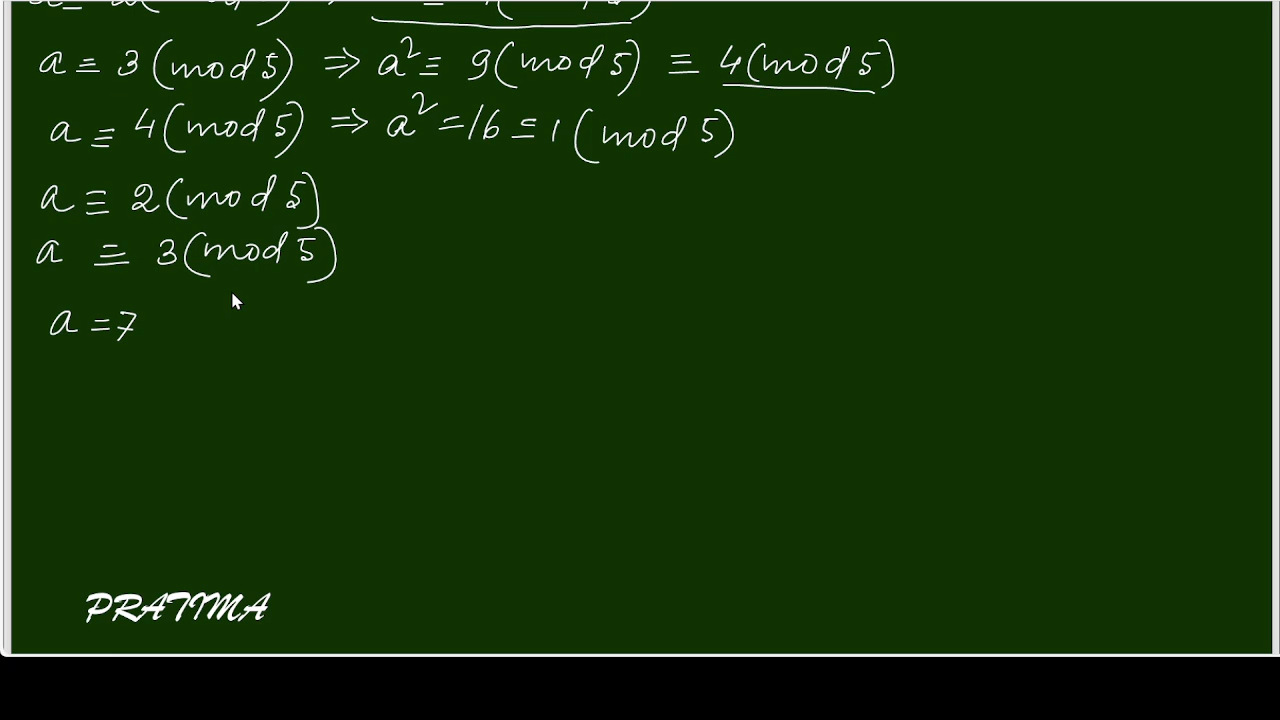 a ≡ 3 (mod 5) ⇒ a² ≡ 9 (mod 5) ≡ 4 (mod 5)
a ≡ 4 (mod 5) ⇒ a² = 16 ≡ 1 (mod 5)
a ≡ 2 (mod 5)
a ≡ 3 (mod 5)
a = 7
PRATIMA